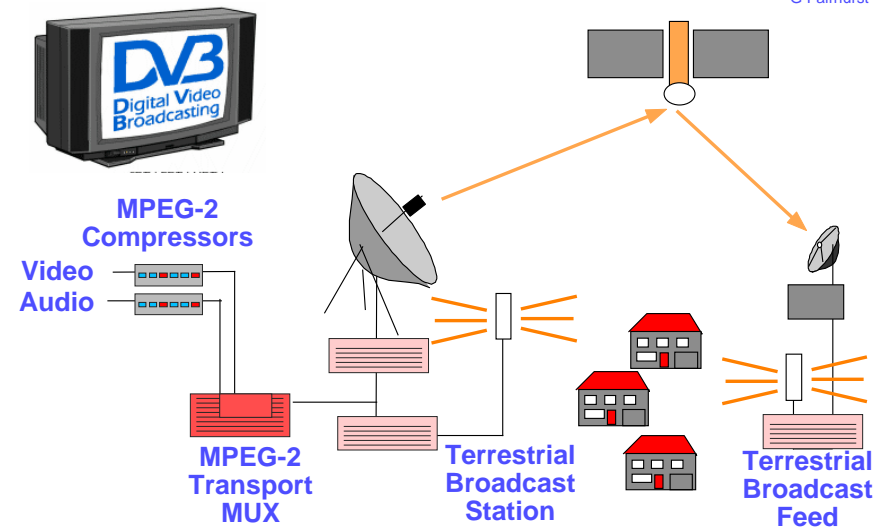 DVB
Digital Video
Broadcasting
MPEG-2
Compressors
Video
Audio
MPEG-2
Transport
MUX
Terrestrial
Broadcast
Station
Terrestrial
Broadcast
Feed